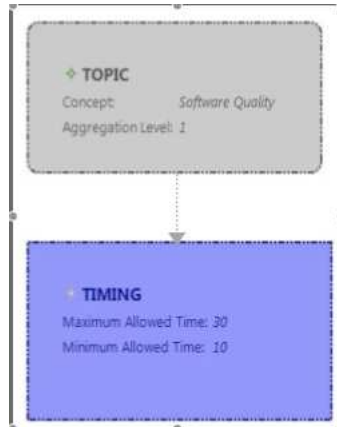 TOPIC
Concept: Software Quality
Aggregation Level: 1
TIMING
Maximum Allowed Time: 30
Minimum Allowed Time: 10